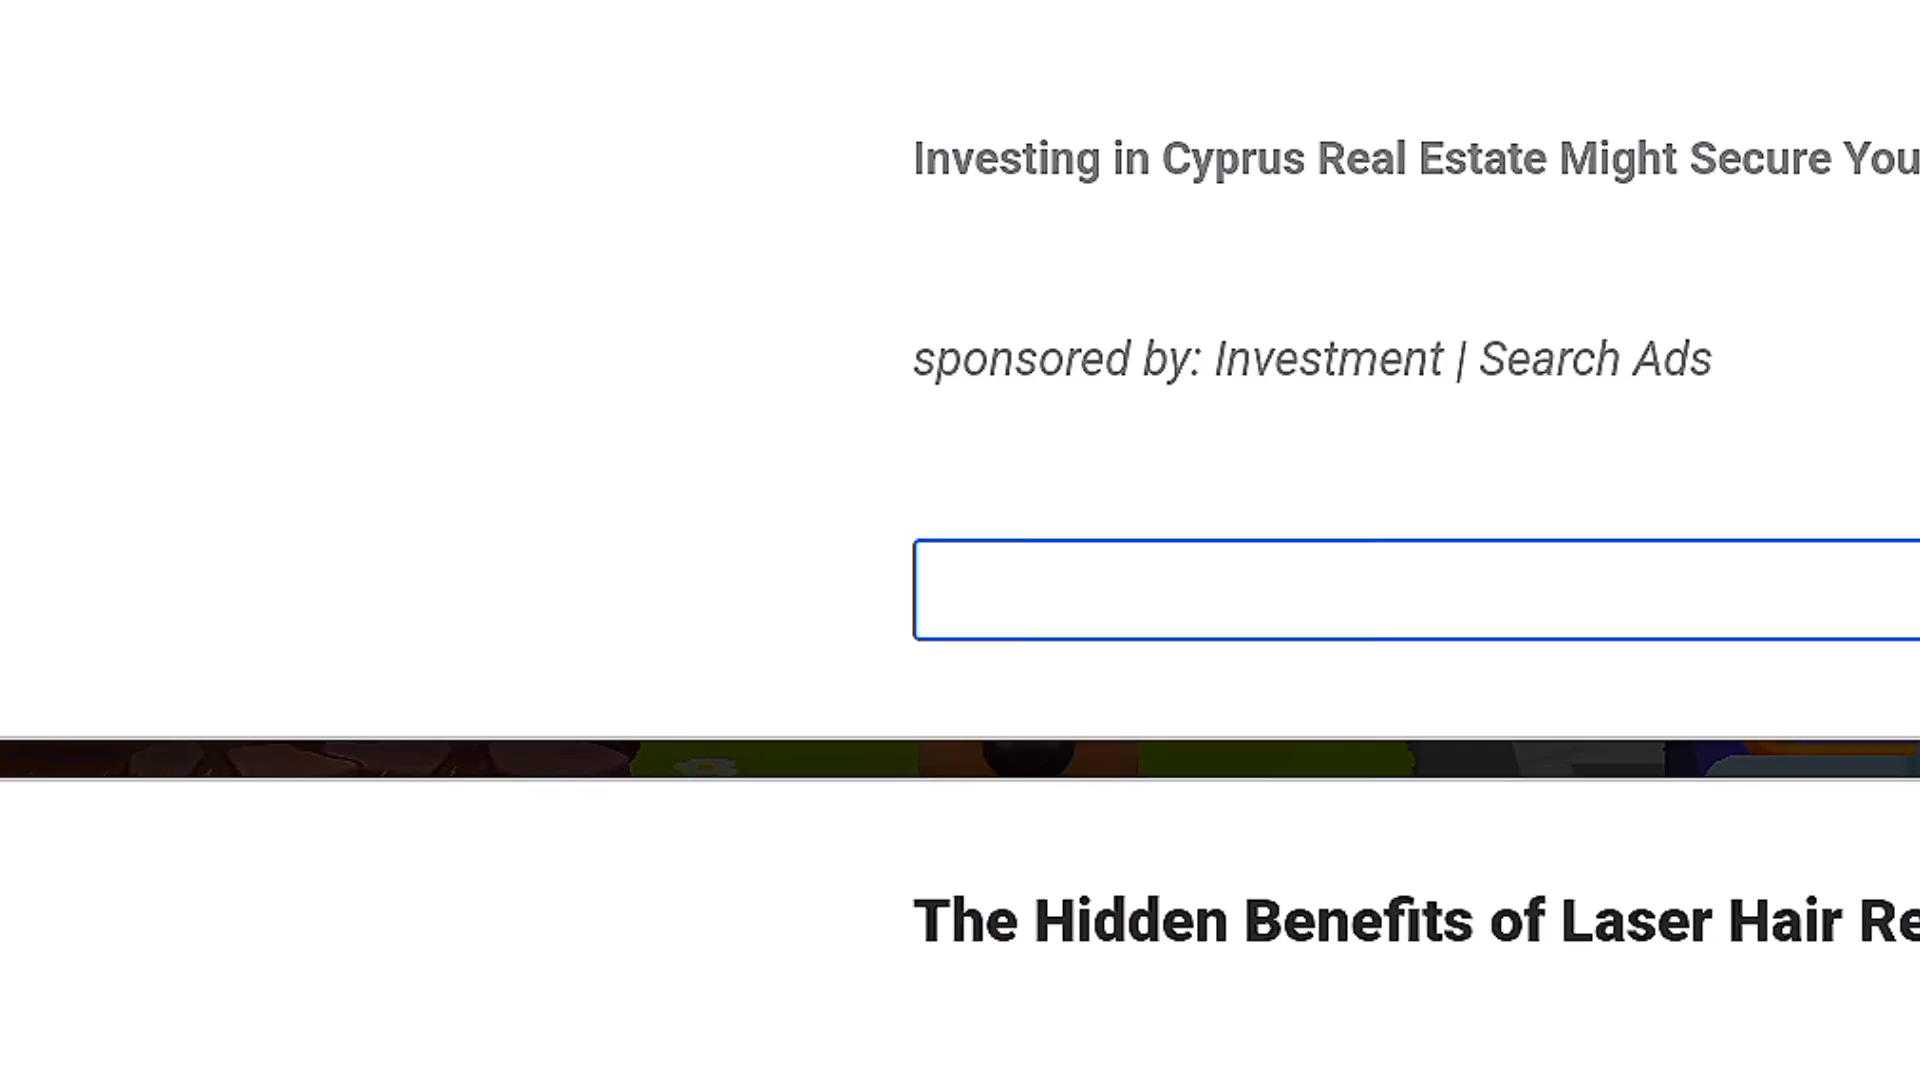 Investing in Cyprus Real Estate Might Secure You
sponsored by: Investment | Search Ads
The Hidden Benefits of Laser Hair Re